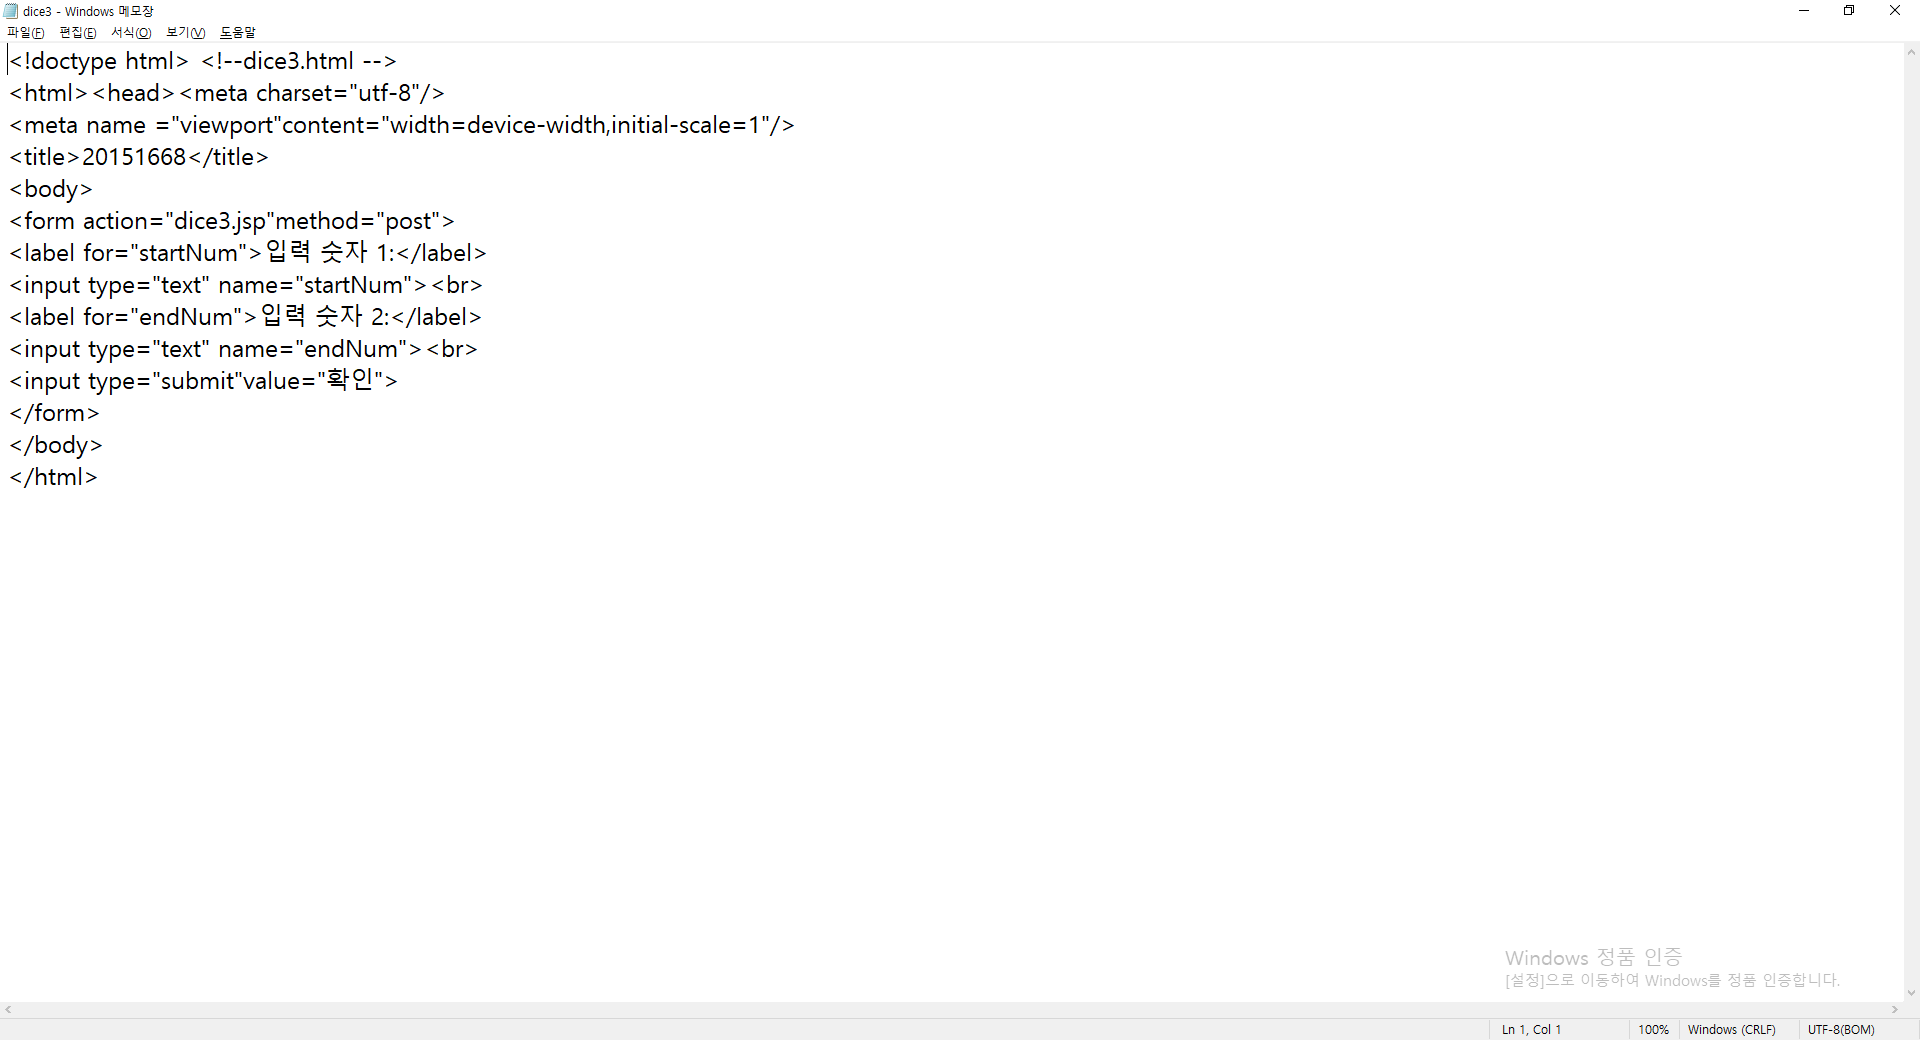 dice3 - Windows 메모장
파일(F) 편집(E) 서식(O) 보기(V) 도움말
<!doctype html> <!--dice3.html -->
<html><head><meta charset="utf-8"/>
<meta name ="viewport"content="width=device-width,initial-scale=1"/>
<title>20151668</title>
<body>
<form action="dice3.jsp"method="post">
<label for="startNum">입력 숫자 1:</label>
<input type="text" name="startNum"><br>
<label for="endNum">입력 숫자 2:</label>
<input type="text" name="endNum"><br>
<input type="submit"value="확인">
</form>
</body>
</html>
Windows 정품 인증
[설정]으로 이동하여 Windows를 정품 인증합니다.
Ln 1, Col 1 100% Windows (CRLF) UTF-8(BOM)